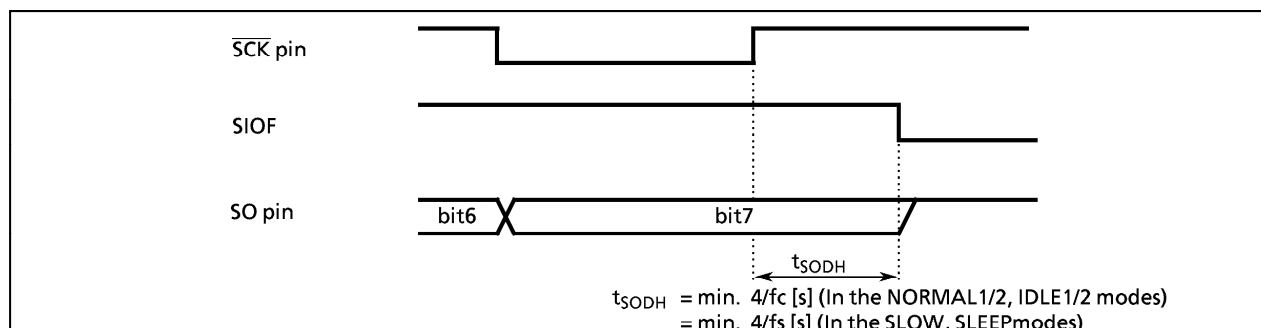 SCK pin
SIOF
SO pin
bit6
bit7
tSODH
tSODH = min. 4/fc [s] (In the NORMAL1/2, IDLE1/2 modes)
= min. 4/fs [s] (In the SLOW, SLEEPmodes)